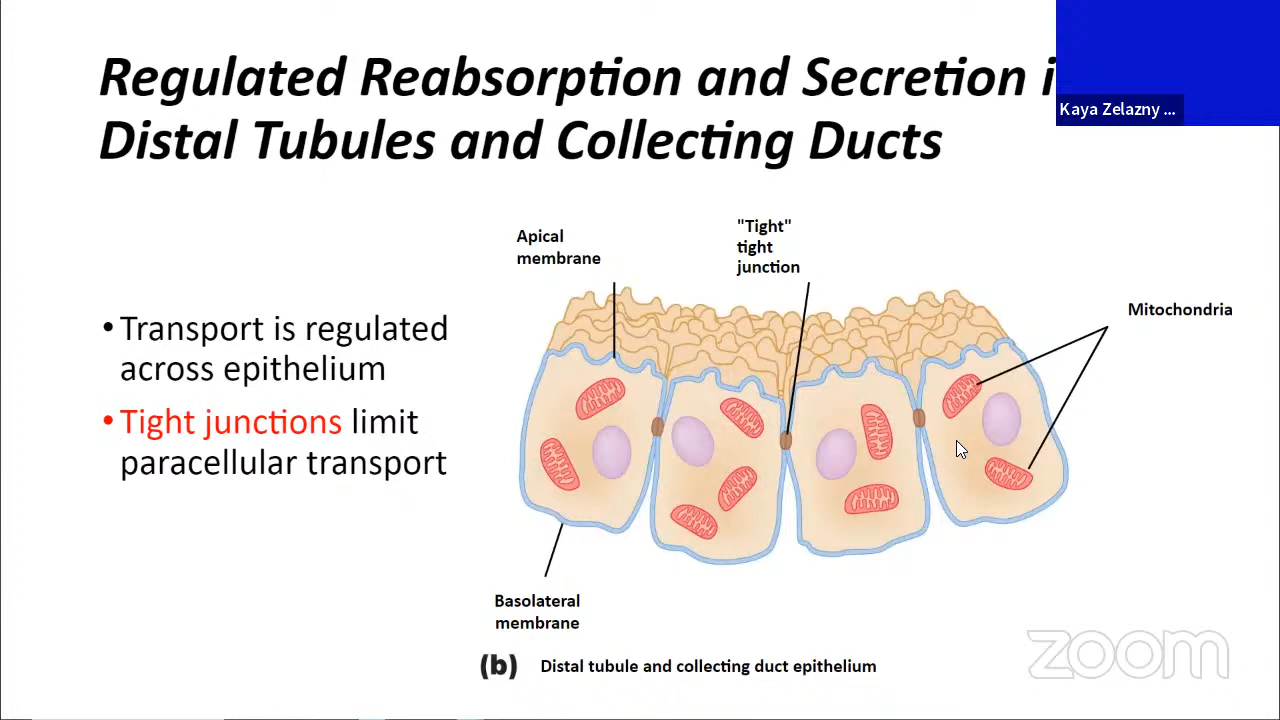 Regulated Reabsorption and Secretion i
Distal Tubules and Collecting Ducts
Kaya Zelazny ...
"Tight"
tight
junction
Apical
membrane
Mitochondria
•Transport is regulated
across epithelium
•Tight junctions limit
paracellular transport
Basolateral
membrane
(b) Distal tubule and collecting duct epithelium
zoom